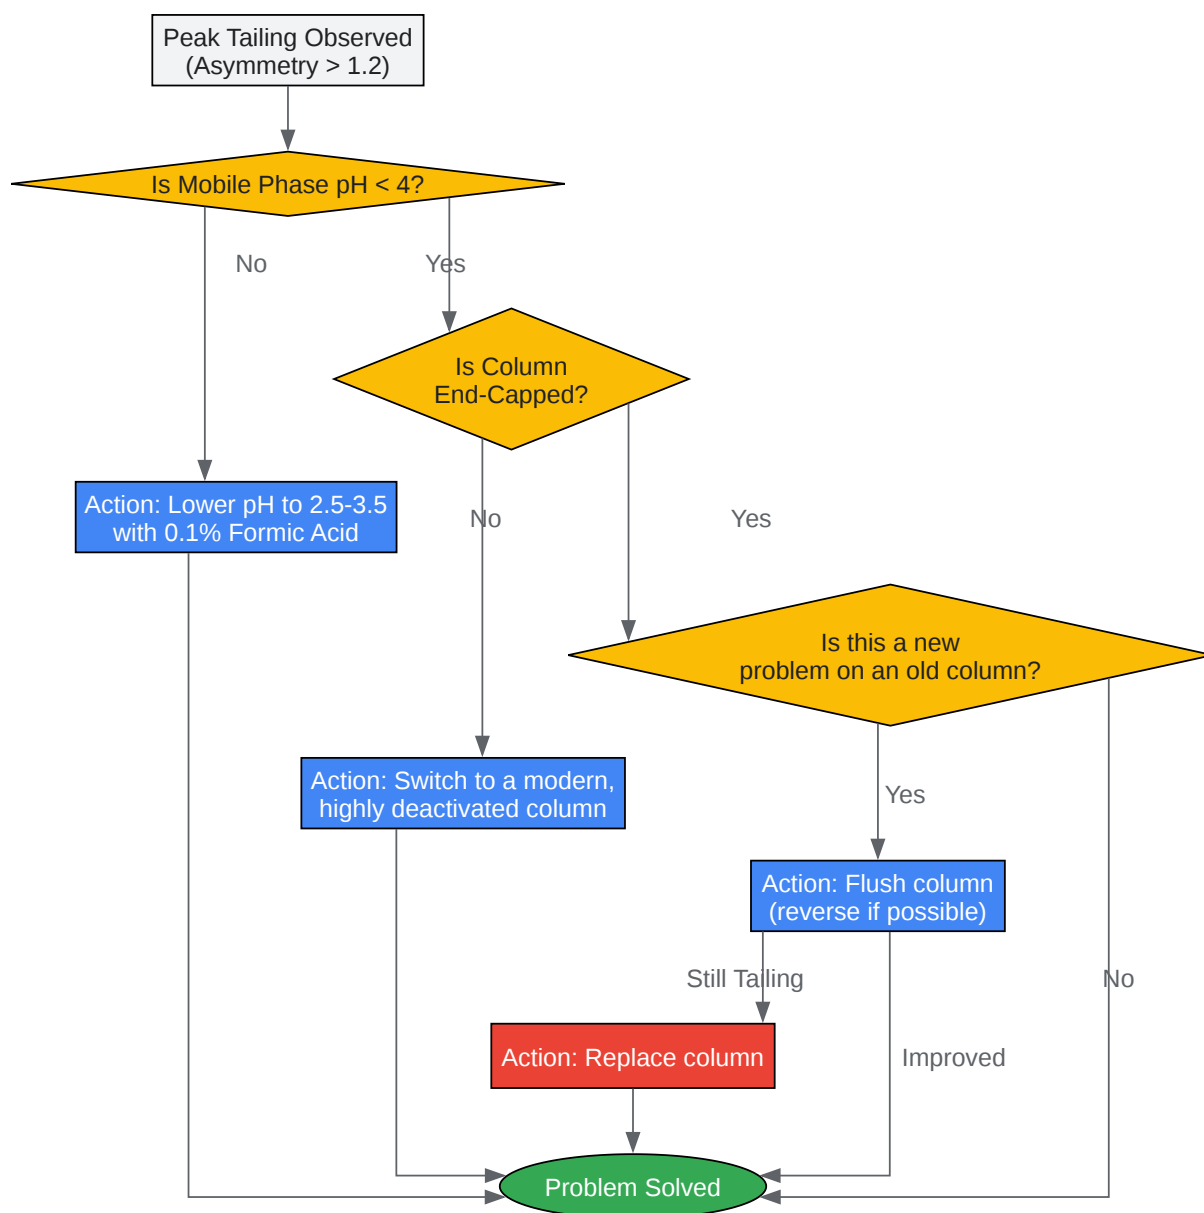 Peak Tailing Observed
(Asymmetry > 1.2)
Is Mobile Phase pH < 4?
No
Yes
Is Column
End-Capped?
Action: Lower pH to 2.5-3.5
with 0.1% Formic Acid
No
Yes
Is this a new
problem on an old column?
Action: Switch to a modern,
highly deactivated column
Yes
Action: Flush column
(reverse if possible)
Still Tailing
No
Action: Replace column
Improved
Problem Solved